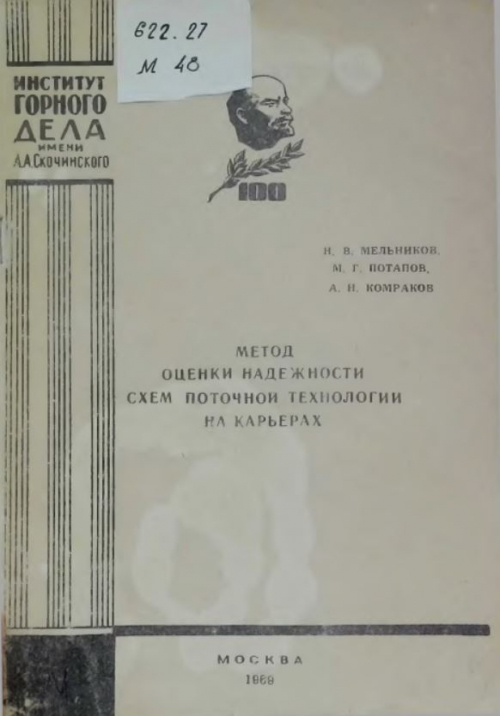 622.27
М 48
ИНСТИТУТ
ГОРНОГО
ДЕЛА
ИМЕНИ
А.А.Скочинского
100
Н. В. МЕЛЬНИКОВ,
М. Г. ПОТАПОВ,
А. Н. КОМРАКОВ
МЕТОД
ОЦЕНКИ НАДЕЖНОСТИ
СХЕМ ПОТОЧНОЙ ТЕХНОЛОГИИ
НА КАРЬЕРАХ
МОСКВА
1969